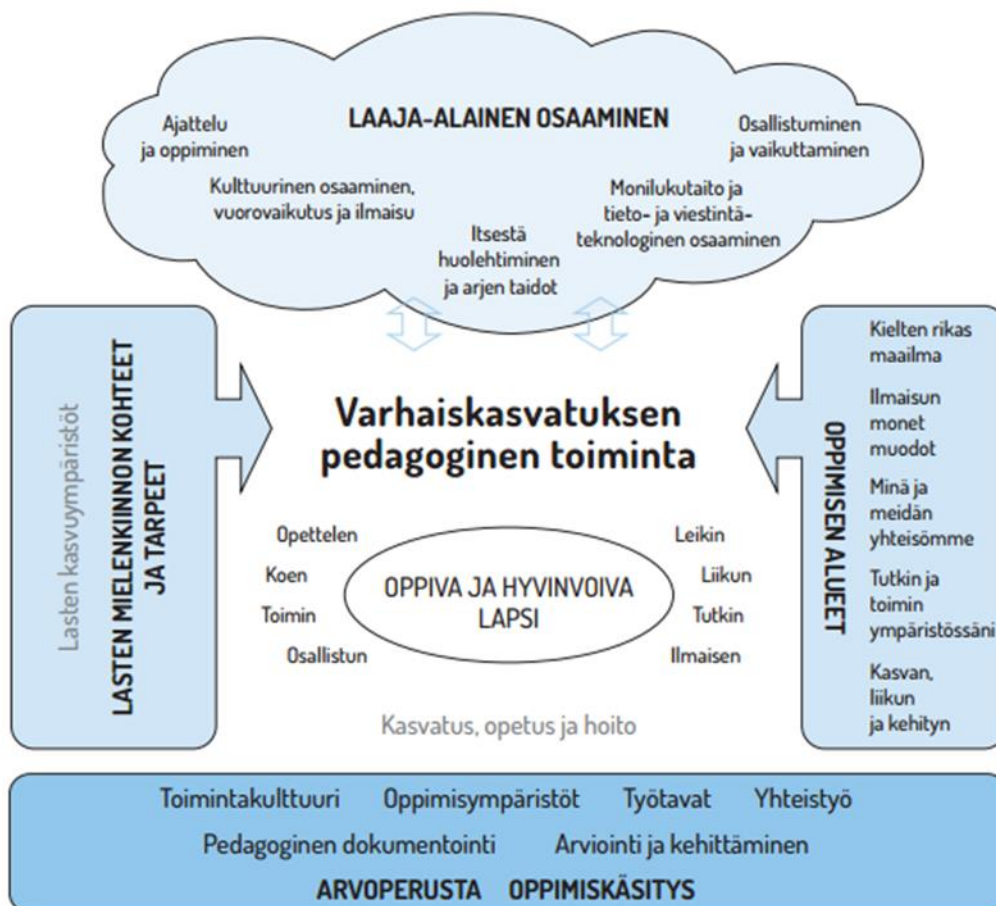 LAAJA-ALAINEN OSAAMINEN
Ajattelu
ja oppiminen
Kulttuurinen osaaminen,
vuorovaikutus ja ilmaisu
Itsestä
huolehtiminen
ja arjen taidot
Monilukutaito ja
tieto- ja viestintä-
teknologinen osaaminen
Osallistuminen
ja vaikuttaminen
Lasten kasvuympäristöt
LASTEN MIELENKIINNON KOHTEET
JA TARPEET
Varhaiskasvatuksen
pedagoginen toiminta
Opettelen
Koen
Toimin
Osallistun
OPPIVA JA HYVINVOIVA
LAPSI
Leikin
Liikun
Tutkin
Ilmaisen
Kasvatus, opetus ja hoito
OPPIMISEN ALUEET
Kielten rikas
maailma
Ilmaisun
monet
muodot
Minä ja
meidän
yhteisömme
Tutkin ja
toimin
ympäristössäni
Kasvan,
liikun
ja kehityn
Toimintakulttuuri Oppimisympäristöt Työtavat Yhteistyö
Pedagoginen dokumentointi Arviointi ja kehittäminen
ARVOPERUSTA OPPIMISKÄSITYS